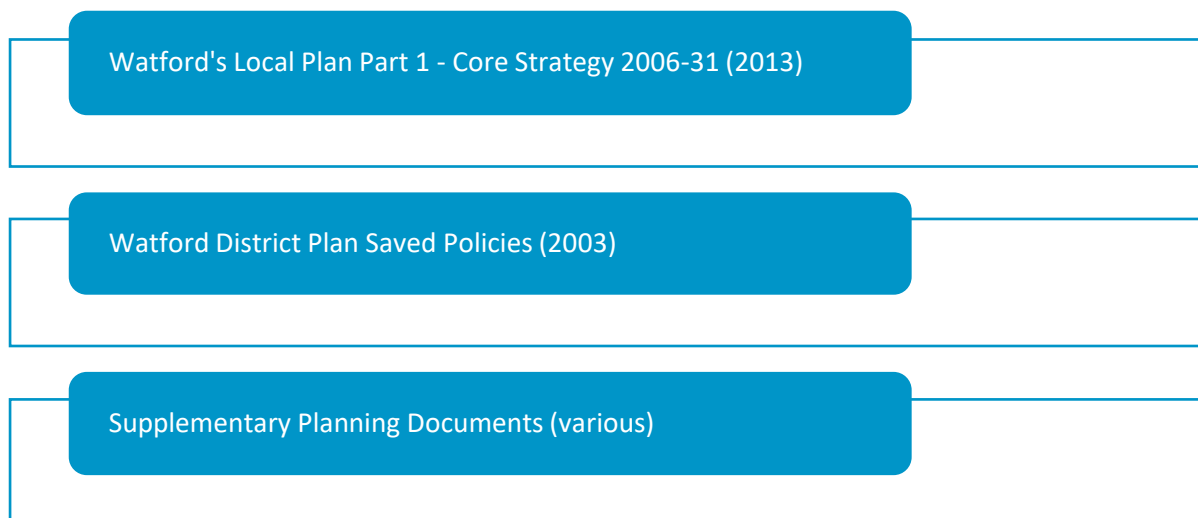 Watford's Local Plan Part 1 - Core Strategy 2006-31 (2013)
Watford District Plan Saved Policies (2003)
Supplementary Planning Documents (various)